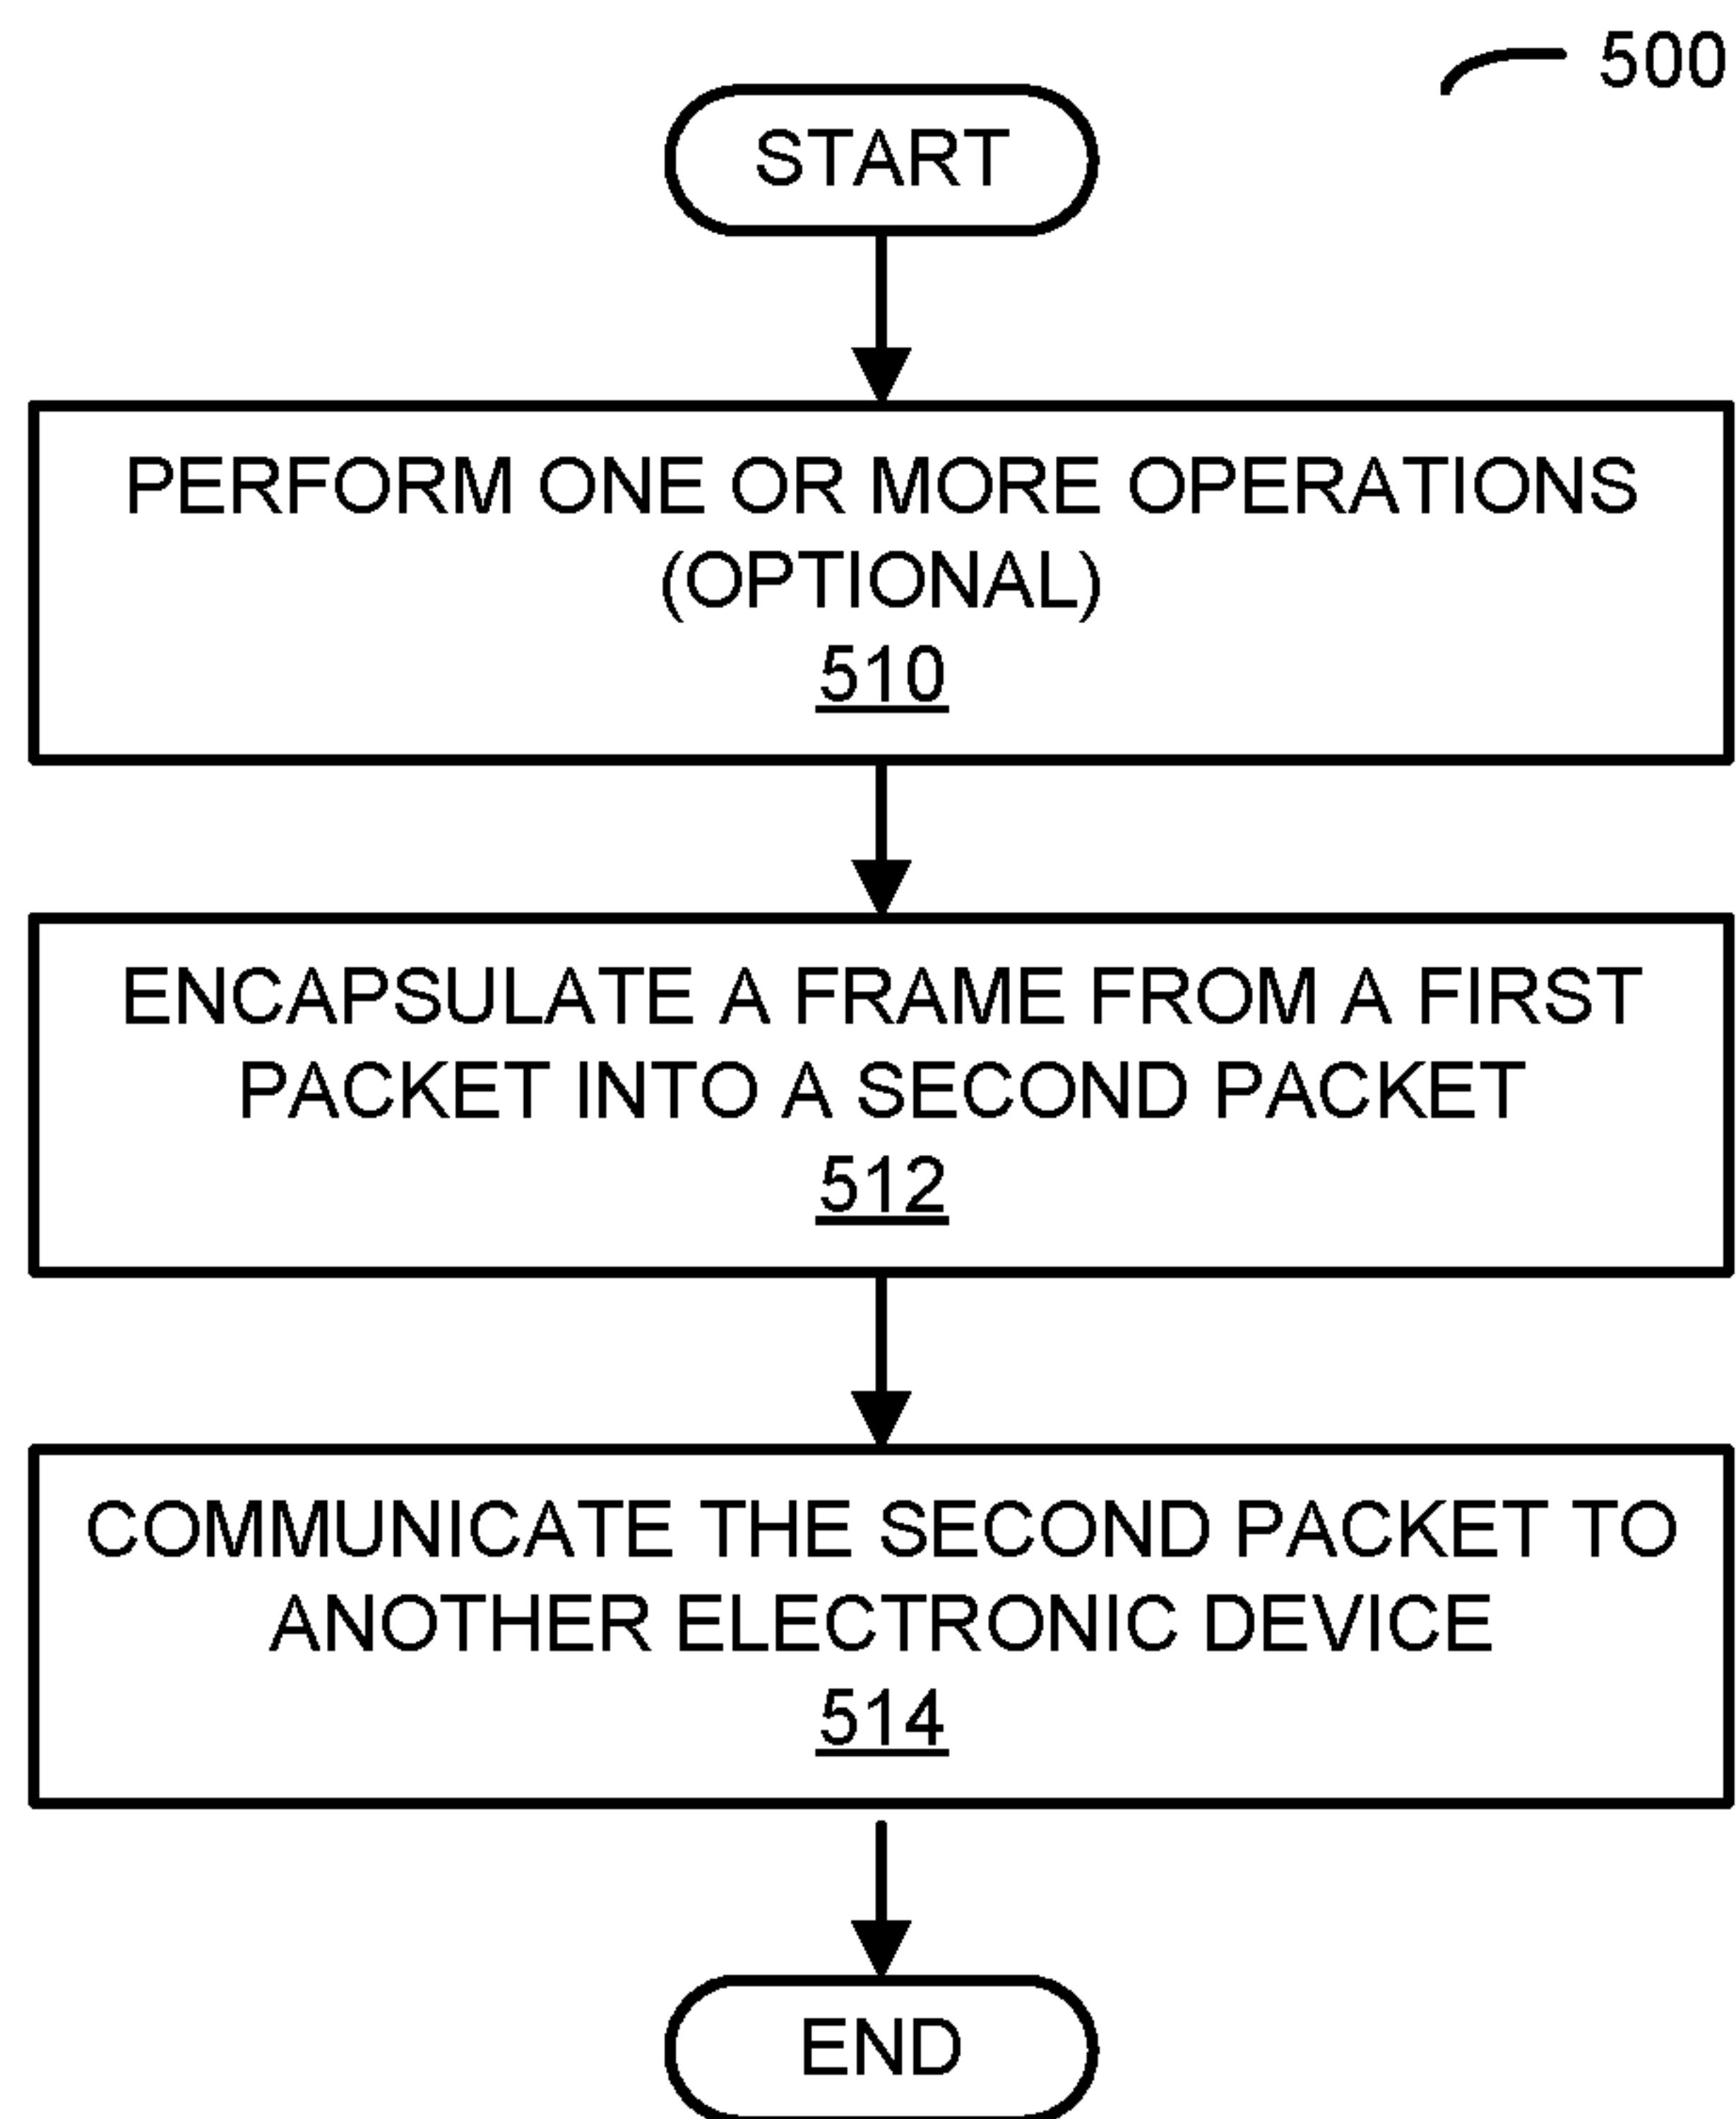 500
START
PERFORM ONE OR MORE OPERATIONS
(OPTIONAL)
510
ENCAPSULATE A FRAME FROM A FIRST
PACKET INTO A SECOND PACKET
512
COMMUNICATE THE SECOND PACKET TO
ANOTHER ELECTRONIC DEVICE
514
END